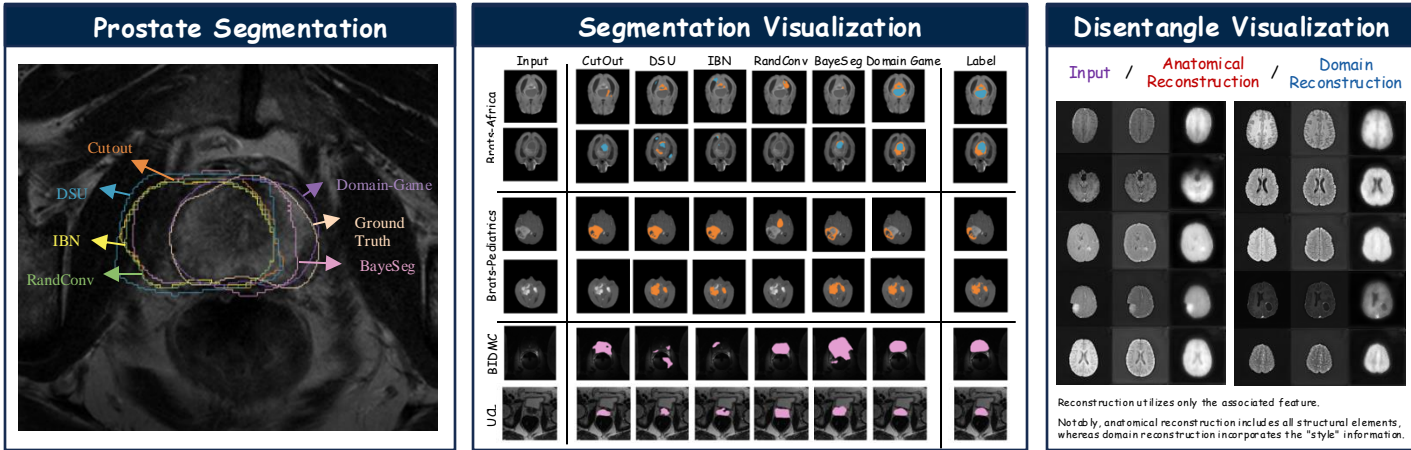 Prostate Segmentation
Cutout
DSU
IBN
RandConv
Domain-Game
Ground
Truth
BayeSeg
Segmentation Visualization
Input CutOut DSU IBN RandConv BayeSeg Domain Game Label
Brats-Africa
Brats-Pediatrics
BIDMC
Disentangle Visualization
Input / Anatomical Reconstruction / Domain Reconstruction
Reconstruction utilizes only the associated feature.
Notably, anatomical reconstruction includes all structural elements,
whereas domain reconstruction incorporates the "style" information.